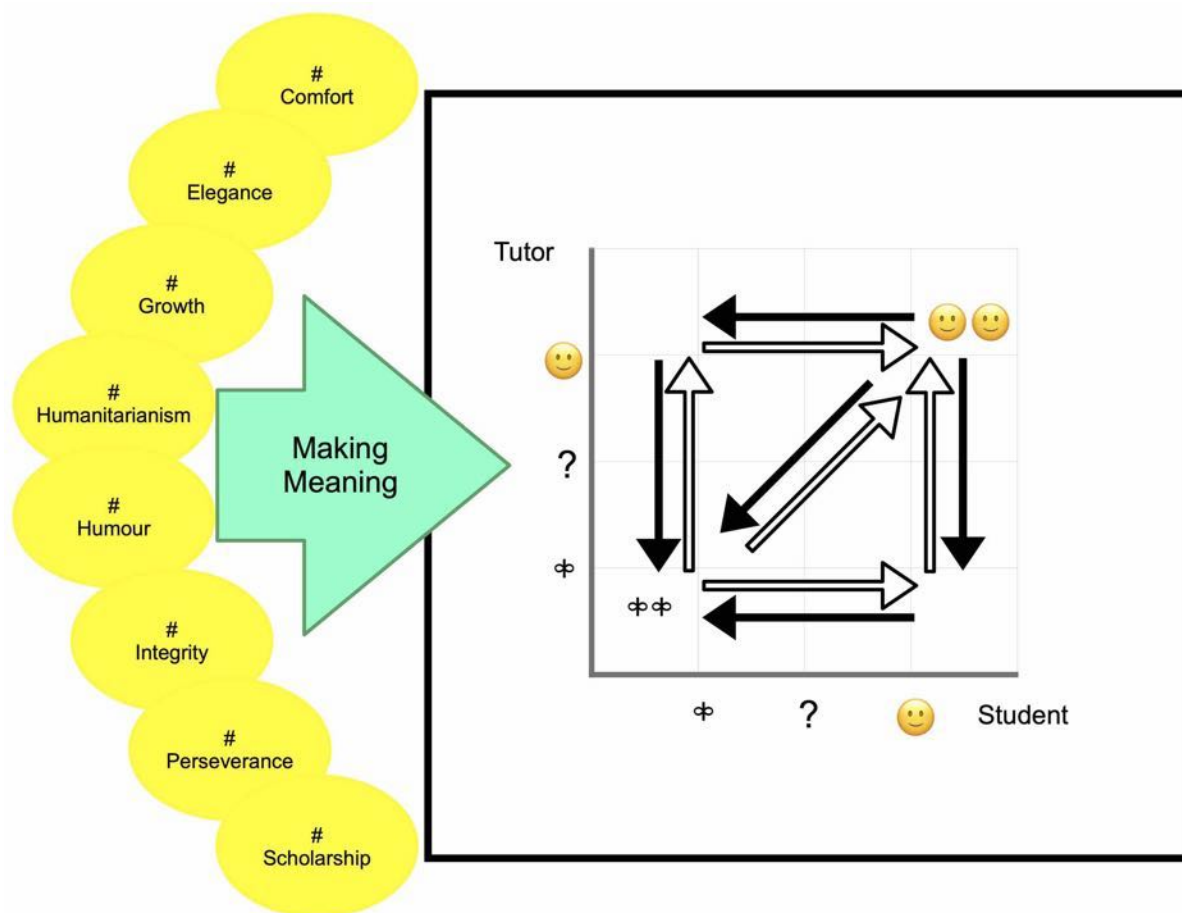 #
Comfort
#
Elegance
#
Growth
#
Humanitarianism
#
Humour
#
Integrity
#
Perseverance
#
Scholarship
Making
Meaning
Tutor
?
?
Student